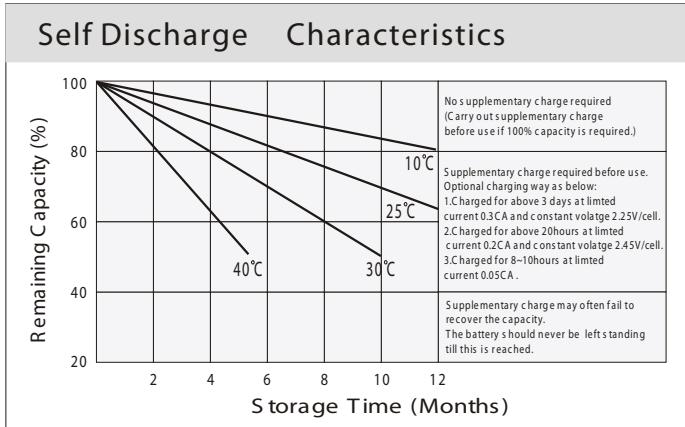 Self Discharge Characteristics
100
80
60
40
20
Remaining Capacity (%)
10℃
25℃
30℃
40℃
2 4 6 8 10 12
Storage Time (Months)
No supplementary charge required
(Carry out supplementary charge
before use if 100% capacity is required.)
Supplementary charge required before use.
Optional charging way as below:
1.Charged for above 3 days at limted
current 0.3CA and constant volatge 2.25V/cell.
2.Charged for above 20hours at limted
current 0.2CA and constant volatge 2.45V/cell.
3.Charged for 8~10hours at limted
current 0.05CA.
Supplementary charge may often fail to
recover the capacity.
The battery should never be left standing
till this is reached.